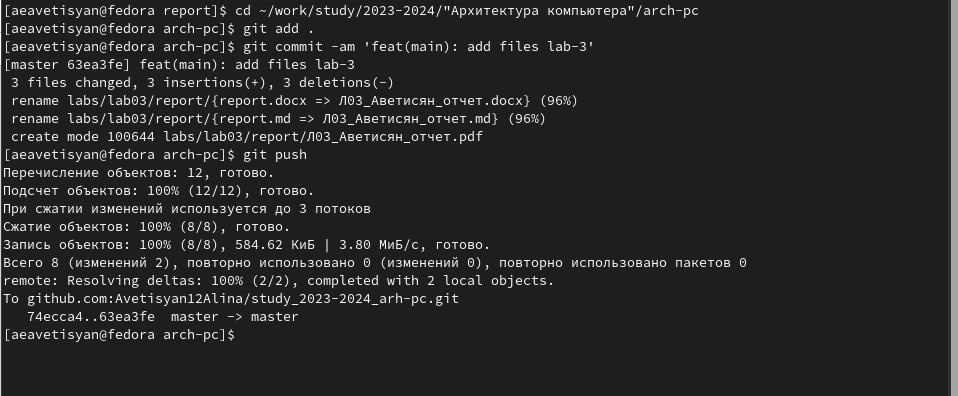 [aeavetisyan@fedora report]$ cd ~/work/study/2023-2024/"Архитектура компьютера"/arch-pc
[aeavetisyan@fedora arch-pc]$ git add .
[aeavetisyan@fedora arch-pc]$ git commit -am 'feat(main): add files lab-3'
[master 63ea3fe] feat(main): add files lab-3
 3 files changed, 3 insertions(+), 3 deletions(-)
 rename labs/lab03/report/{report.docx => Л03_Аветисян_отчет.docx} (96%)
 rename labs/lab03/report/{report.md => Л03_Аветисян_отчет.md} (96%)
 create mode 100644 labs/lab03/report/Л03_Аветисян_отчет.pdf
[aeavetisyan@fedora arch-pc]$ git push
Перечисление объектов: 12, готово.
Подсчет объектов: 100% (12/12), готово.
При сжатии изменений используется до 3 потоков
Сжатие объектов: 100% (8/8), готово.
Запись объектов: 100% (8/8), 584.62 КиБ | 3.80 МиБ/с, готово.
Всего 8 (изменений 2), повторно использовано 0 (изменений 0), повторно использовано пакетов 0
remote: Resolving deltas: 100% (2/2), completed with 2 local objects.
To github.com:Avetisyan12Alina/study_2023-2024_arh-pc.git
   74ecca4..63ea3fe  master -> master
[aeavetisyan@fedora arch-pc]$